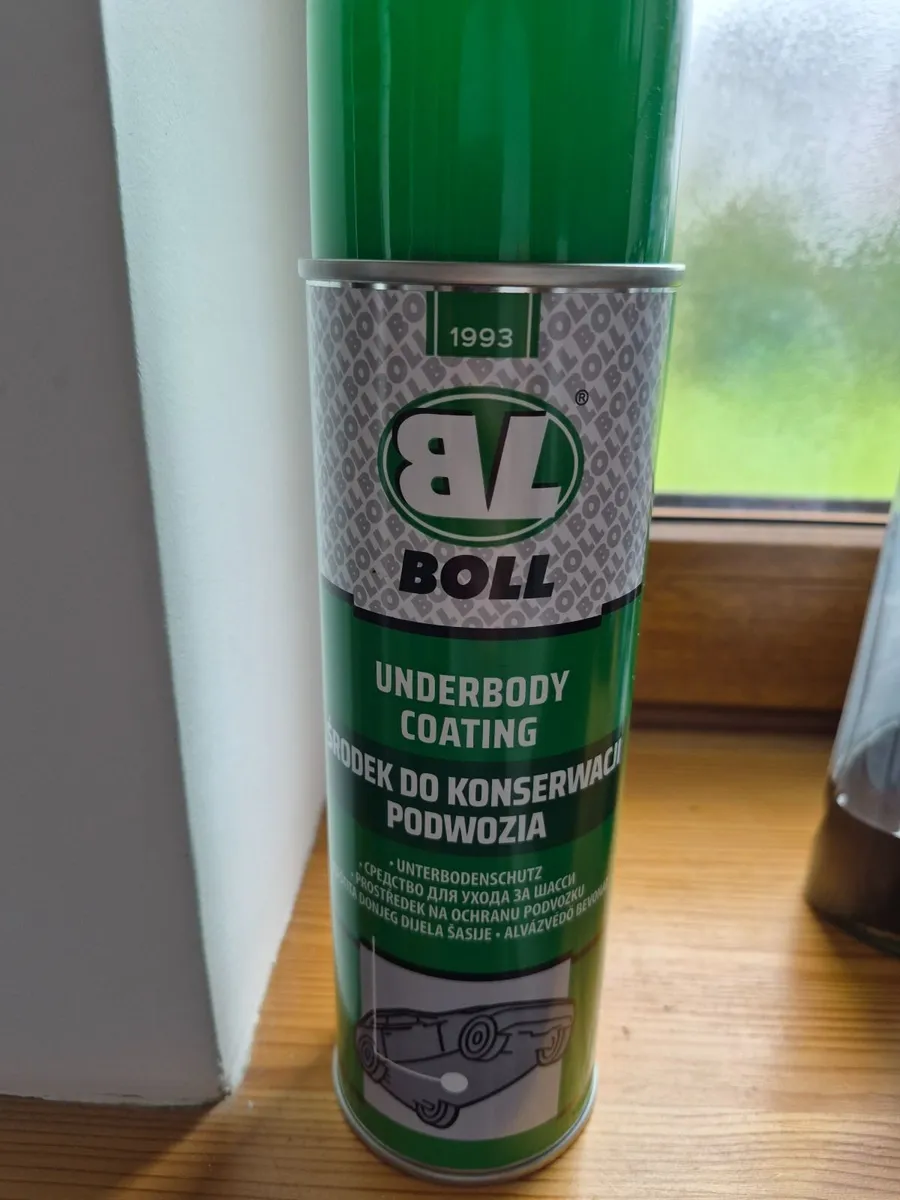 1993
BL ®
BOLL
UNDERBODY
COATING
ŚRODEK DO KONSERWACJI
PODWOZIA
• UNTERBODENSCHUTZ
• СРЕДСТВО ДЛЯ УХОДА ЗА ШАССИ
• PROSTŘEDEK NA OCHRANU PODVOZKU
DONJEG DIJELA ŠASIJE • ALVÁZVÉDŐ